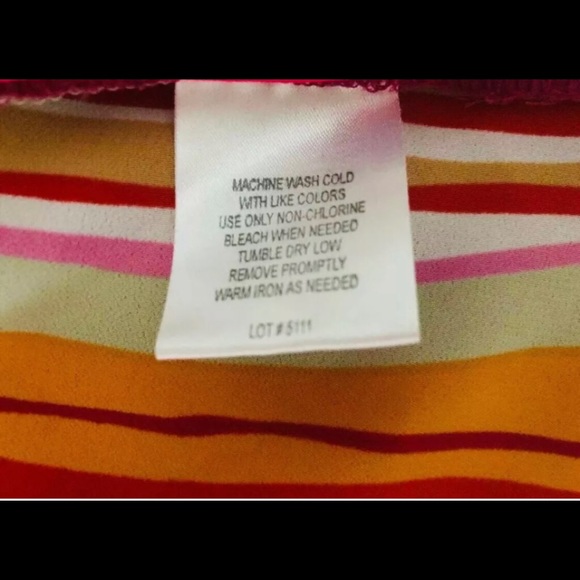 MACHINE WASH COLD
WITH LIKE COLORS
USE ONLY NON-CHLORINE
BLEACH WHEN NEEDED
TUMBLE DRY LOW
REMOVE PROMPTLY
WARM IRON AS NEEDED
LOT # 5111